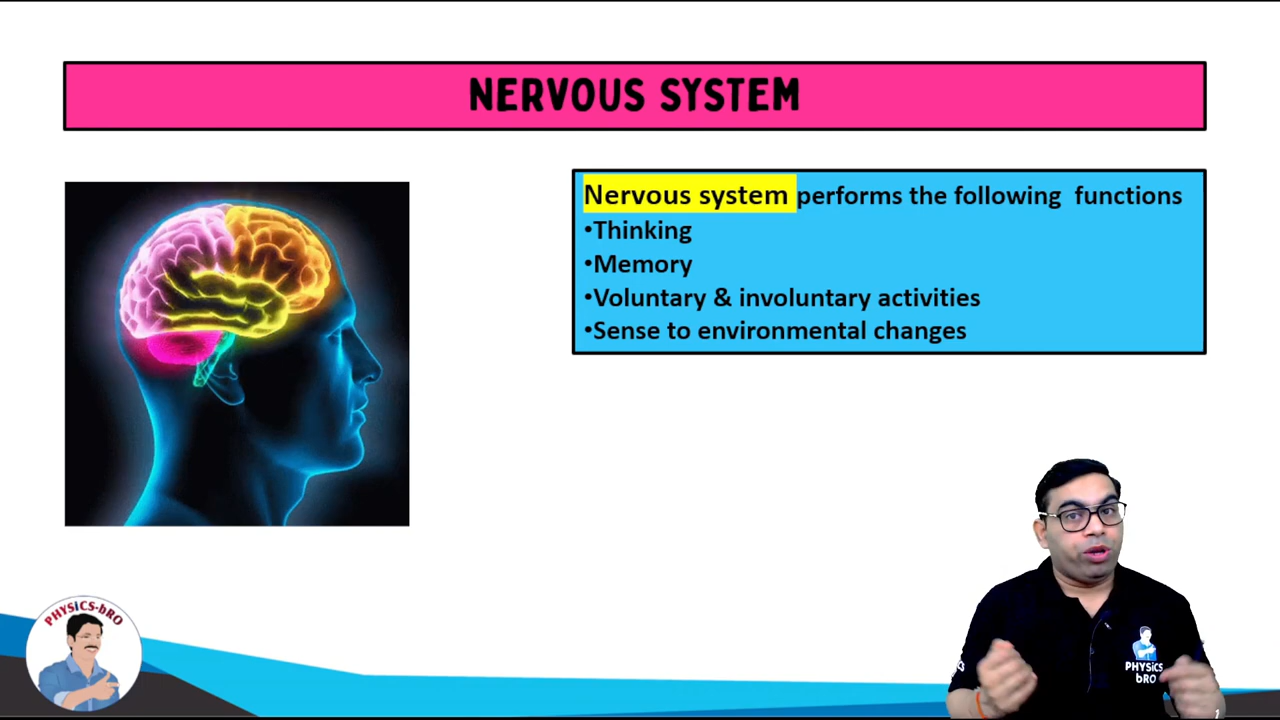 NERVOUS SYSTEM
Nervous system performs the following functions
•Thinking
•Memory
•Voluntary & involuntary activities
•Sense to environmental changes
PHYSiCS-bRO
PHYSiCS
bRO
1